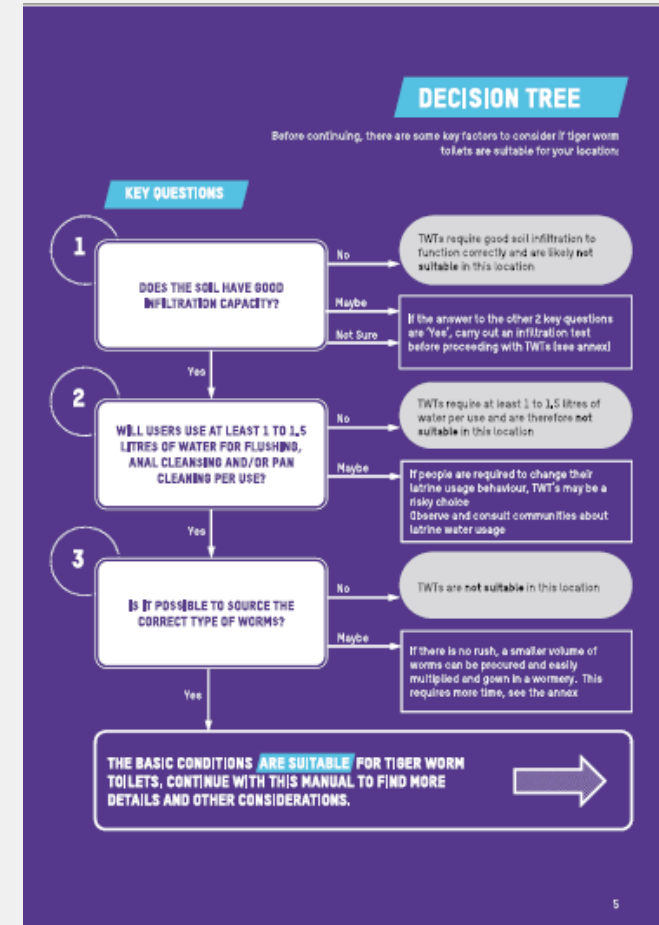 DECISION TREE
Before continuing, there are some key factors to consider if tiger worm
toilets are suitable for your location:
KEY QUESTIONS
1
DOES THE SOIL HAVE GOOD
INFILTRATION CAPACITY?
No
TWTs require good soil infiltration to
function correctly and are likely not
suitable in this location
Maybe
Not Sure
If the answer to the other 2 key questions
are 'Yes', carry out an infiltration test
before proceeding with TWTs (see annex)
Yes
2
WILL USERS USE AT LEAST 1 TO 1.5
LITRES OF WATER FOR FLUSHING,
ANAL CLEANSING AND/OR PAN
CLEANING PER USE?
No
TWTs require at least 1 to 1.5 litres of
water per use and are therefore not
suitable in this location
Maybe
If people are required to change their
latrine usage behaviour, TWT's may be a
risky choice
Observe and consult communities about
latrine water usage
Yes
3
IS IT POSSIBLE TO SOURCE THE
CORRECT TYPE OF WORMS?
No
TWTs are not suitable in this location
Maybe
If there is no rush, a smaller volume of
worms can be procured and easily
multiplied and gown in a wormery. This
requires more time, see the annex
Yes
THE BASIC CONDITIONS ARE SUITABLE FOR TIGER WORM
TOILETS, CONTINUE WITH THIS MANUAL TO FIND MORE
DETAILS AND OTHER CONSIDERATIONS.
5